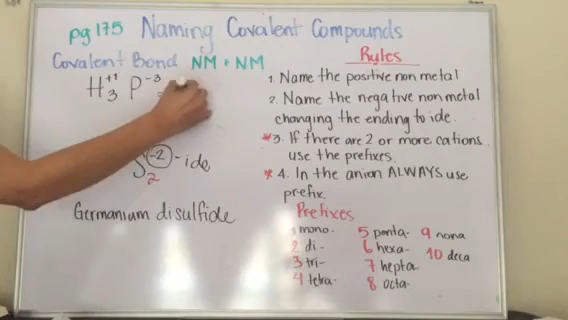 pg 175 Naming Covalent Compounds
Covalent Bond NM + NM
H₃⁺¹ P⁻³
S₂⁻² - ide
Germanium disulfide
Rules
1. Name the positive non metal
2. Name the negative non metal
changing the ending to ide.
*3. If there are 2 or more cations
use the prefixes.
*4. In the anion ALWAYS use
prefix.
Prefixes
1 mono- 5 penta- 9 nona
2 di- 6 hexa- 10 deca
3 tri- 7 hepta-
4 tetra- 8 octa-